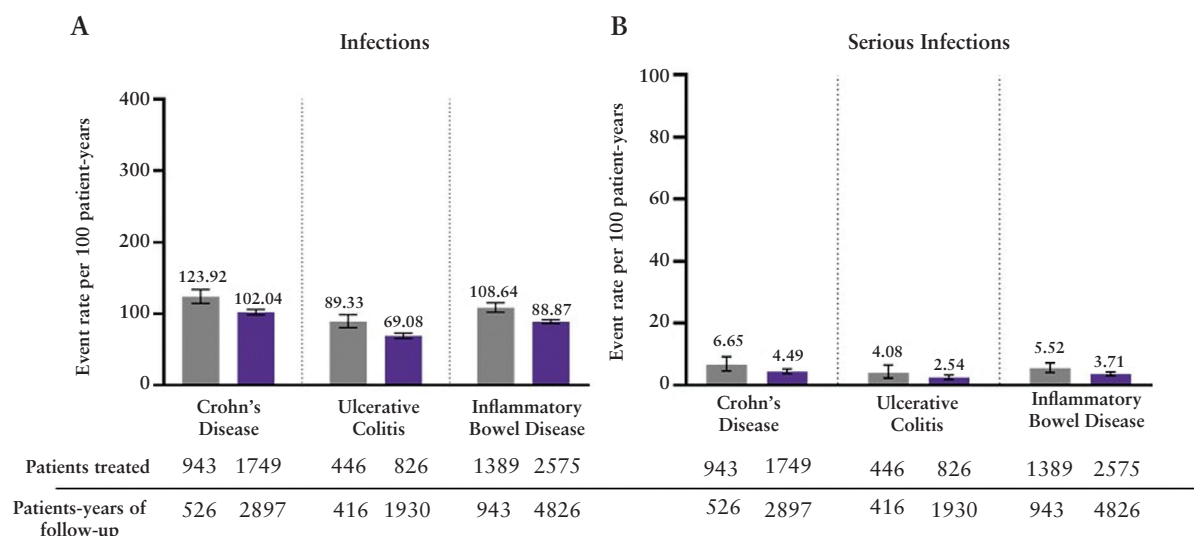 A
Infections
Event rate per 100 patient-years
400
300
200
100
0
123.92
102.04
89.33
69.08
108.64
88.87
Crohn's
Disease
Ulcerative
Colitis
Inflammatory
Bowel Disease
B
Serious Infections
Event rate per 100 patient-years
100
80
60
40
20
0
6.65
4.49
4.08
2.54
5.52
3.71
Crohn's
Disease
Ulcerative
Colitis
Inflammatory
Bowel Disease
Patients treated 943 1749 446 826 1389 2575 943 1749 446 826 1389 2575
Patients-years of
follow-up 526 2897 416 1930 943 4826 526 2897 416 1930 943 4826